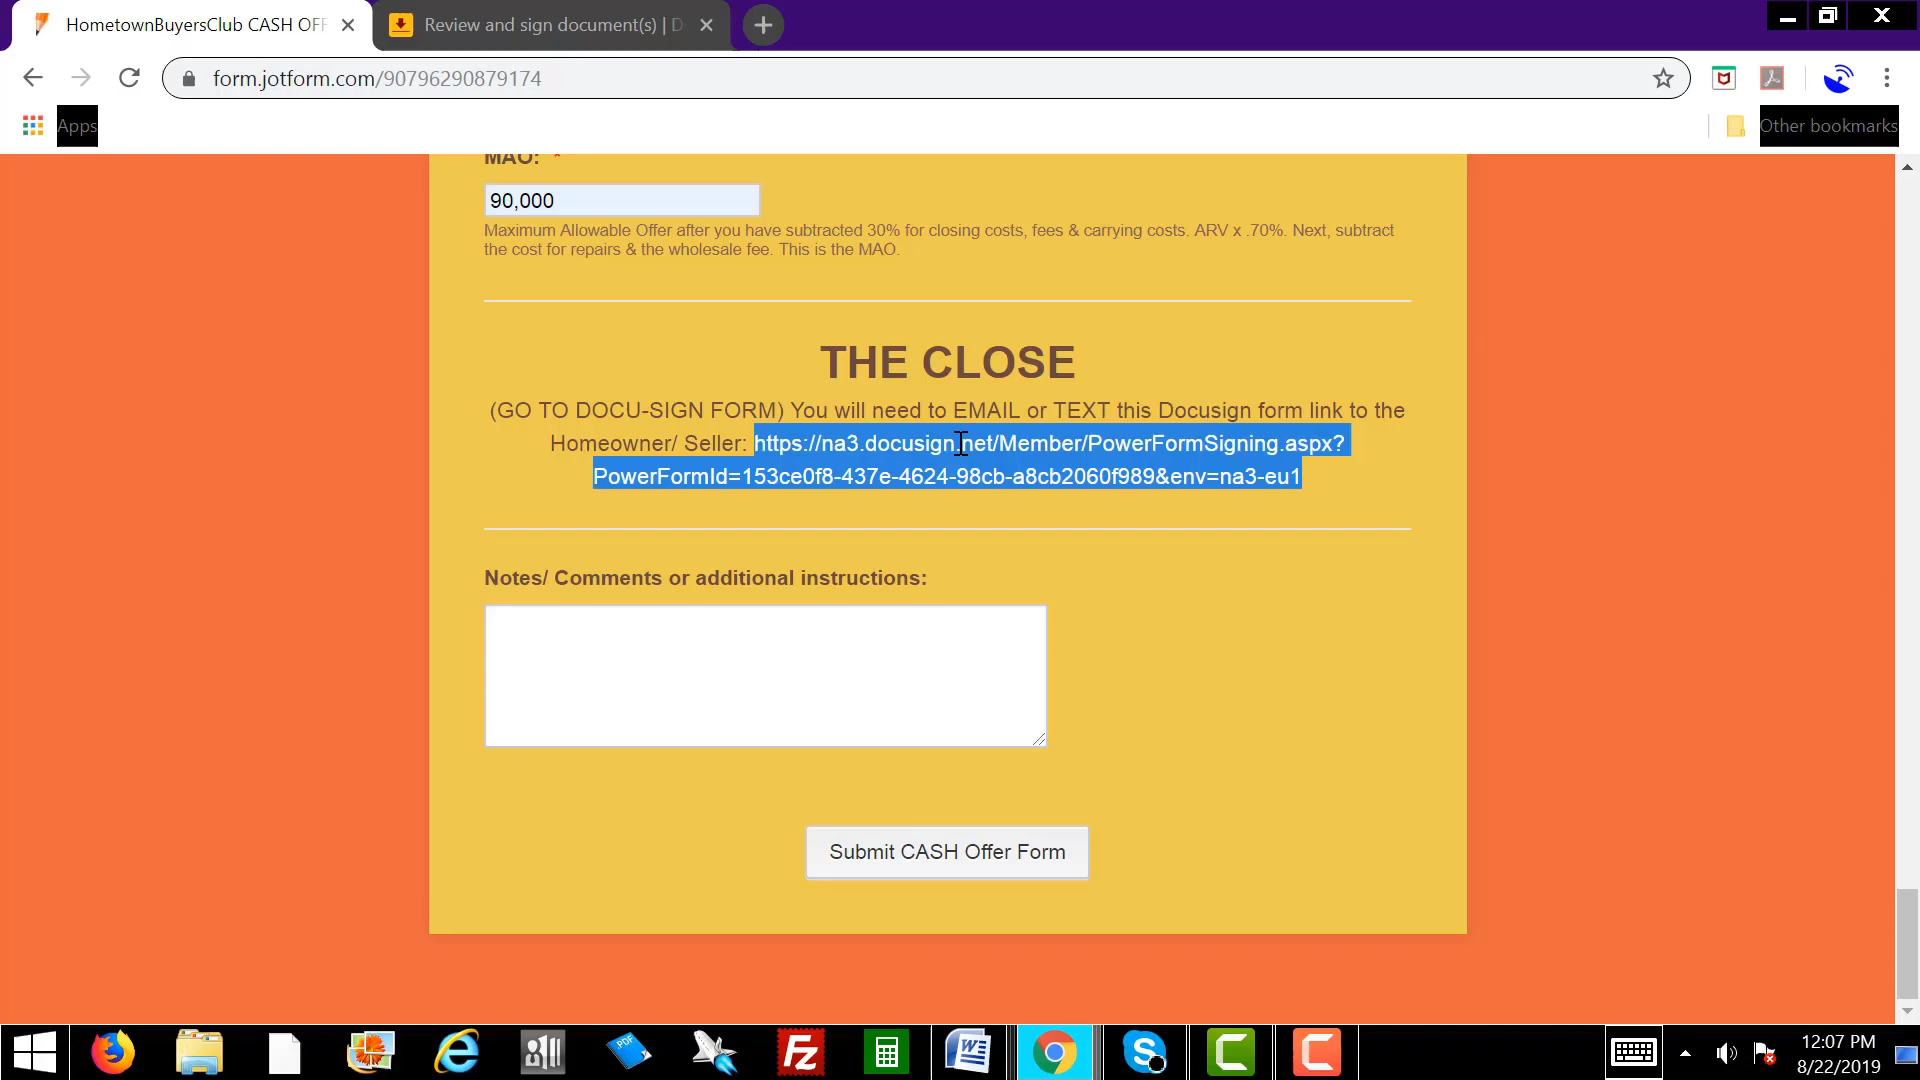 HometownBuyersClub CASH OFF
Review and sign document(s) | D
form.jotform.com/90796290879174
Apps
Other bookmarks
MAO: *
90,000
Maximum Allowable Offer after you have subtracted 30% for closing costs, fees & carrying costs. ARV x .70%. Next, subtract
the cost for repairs & the wholesale fee. This is the MAO.
THE CLOSE
(GO TO DOCU-SIGN FORM) You will need to EMAIL or TEXT this Docusign form link to the
Homeowner/ Seller: https://na3.docusign.net/Member/PowerFormSigning.aspx?
PowerFormId=153ce0f8-437e-4624-98cb-a8cb2060f989&env=na3-eu1
Notes/ Comments or additional instructions:
Submit CASH Offer Form
PDF
Fz
W
S
C
C
12:07 PM
8/22/2019